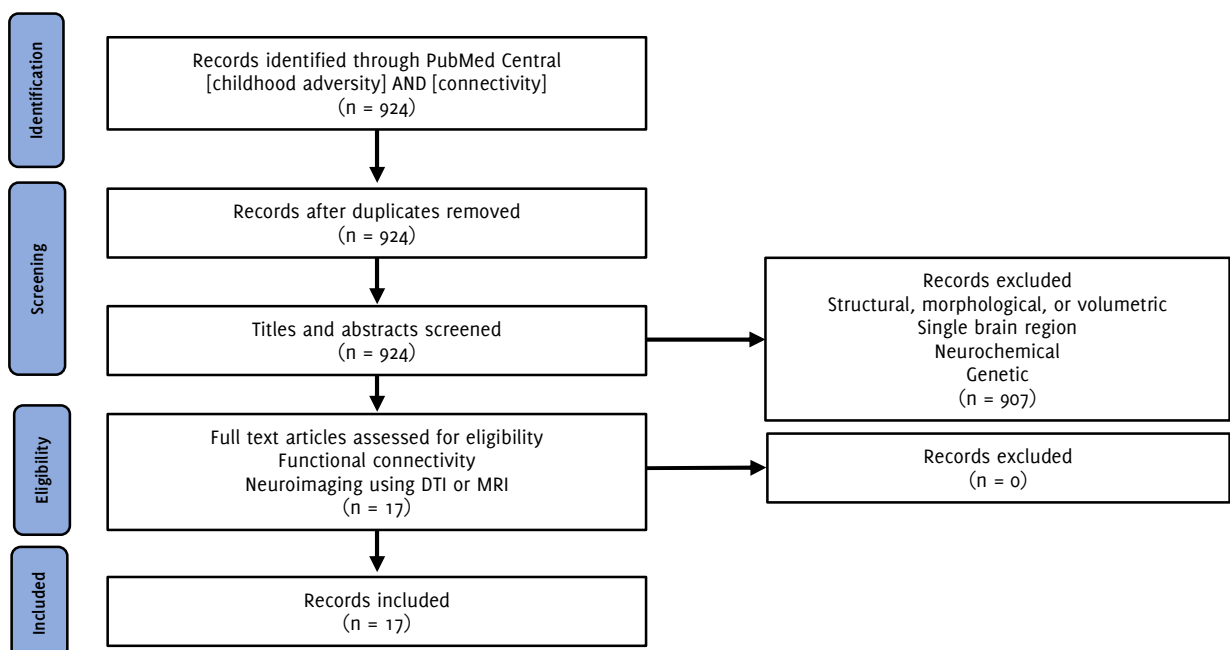 Identification
Records identified through PubMed Central
[childhood adversity] AND [connectivity]
(n = 924)
Screening
Records after duplicates removed
(n = 924)
Titles and abstracts screened
(n = 924)
Records excluded
Structural, morphological, or volumetric
Single brain region
Neurochemical
Genetic
(n = 907)
Eligibility
Full text articles assessed for eligibility
Functional connectivity
Neuroimaging using DTI or MRI
(n = 17)
Records excluded
(n = 0)
Included
Records included
(n = 17)